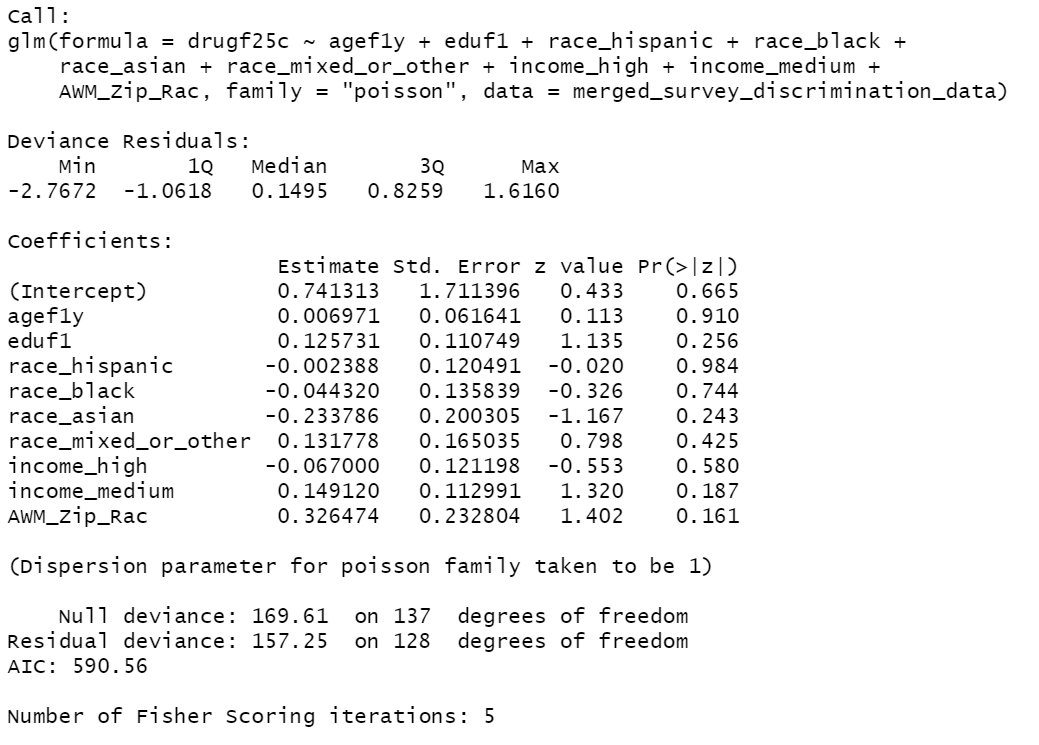 Call:
glm(formula = drugf25c ~ agef1y + eduf1 + race_hispanic + race_black +
    race_asian + race_mixed_or_other + income_high + income_medium +
    AWM_Zip_Rac, family = "poisson", data = merged_survey_discrimination_data)

Deviance Residuals:
    Min       1Q   Median       3Q      Max
-2.7672  -1.0618   0.1495   0.8259   1.6160

Coefficients:
                     Estimate Std. Error z value Pr(>|z|)
(Intercept)          0.741313   1.711396   0.433    0.665
agef1y               0.006971   0.061641   0.113    0.910
eduf1                0.125731   0.110749   1.135    0.256
race_hispanic       -0.002388   0.120491  -0.020    0.984
race_black          -0.044320   0.135839  -0.326    0.744
race_asian          -0.233786   0.200305  -1.167    0.243
race_mixed_or_other  0.131778   0.165035   0.798    0.425
income_high         -0.067000   0.121198  -0.553    0.580
income_medium        0.149120   0.112991   1.320    0.187
AWM_Zip_Rac          0.326474   0.232804   1.402    0.161

(Dispersion parameter for poisson family taken to be 1)

    Null deviance: 169.61  on 137  degrees of freedom
Residual deviance: 157.25  on 128  degrees of freedom
AIC: 590.56

Number of Fisher Scoring iterations: 5